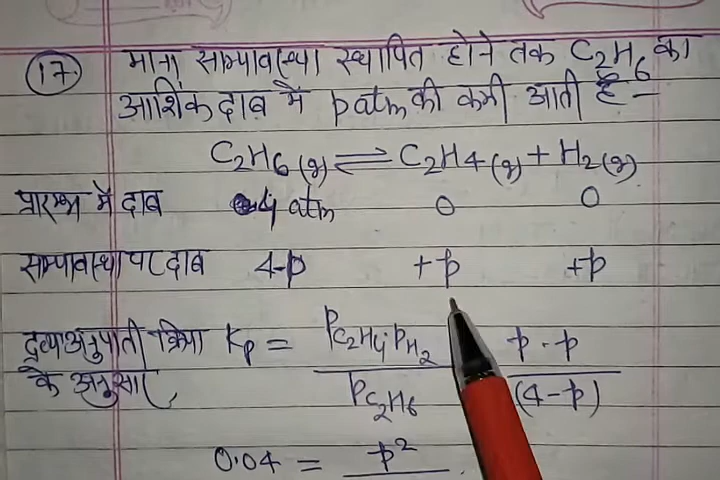 17. माना साम्यावस्था स्थापित होने तक C₂H₆ का
आंशिक दाब में p atm की कमी आती है –
C₂H₆(g) ⇌ C₂H₄(g) + H₂(g)
प्रारम्भ में दाब 4 atm 0 0
साम्यावस्था पर दाब 4-p +p +p
द्रव्य अनुपाती क्रिया के अनुसार, Kp = pC₂H₄ · pH₂ / pC₂H₆ p · p / (4-p)
0.04 = p²